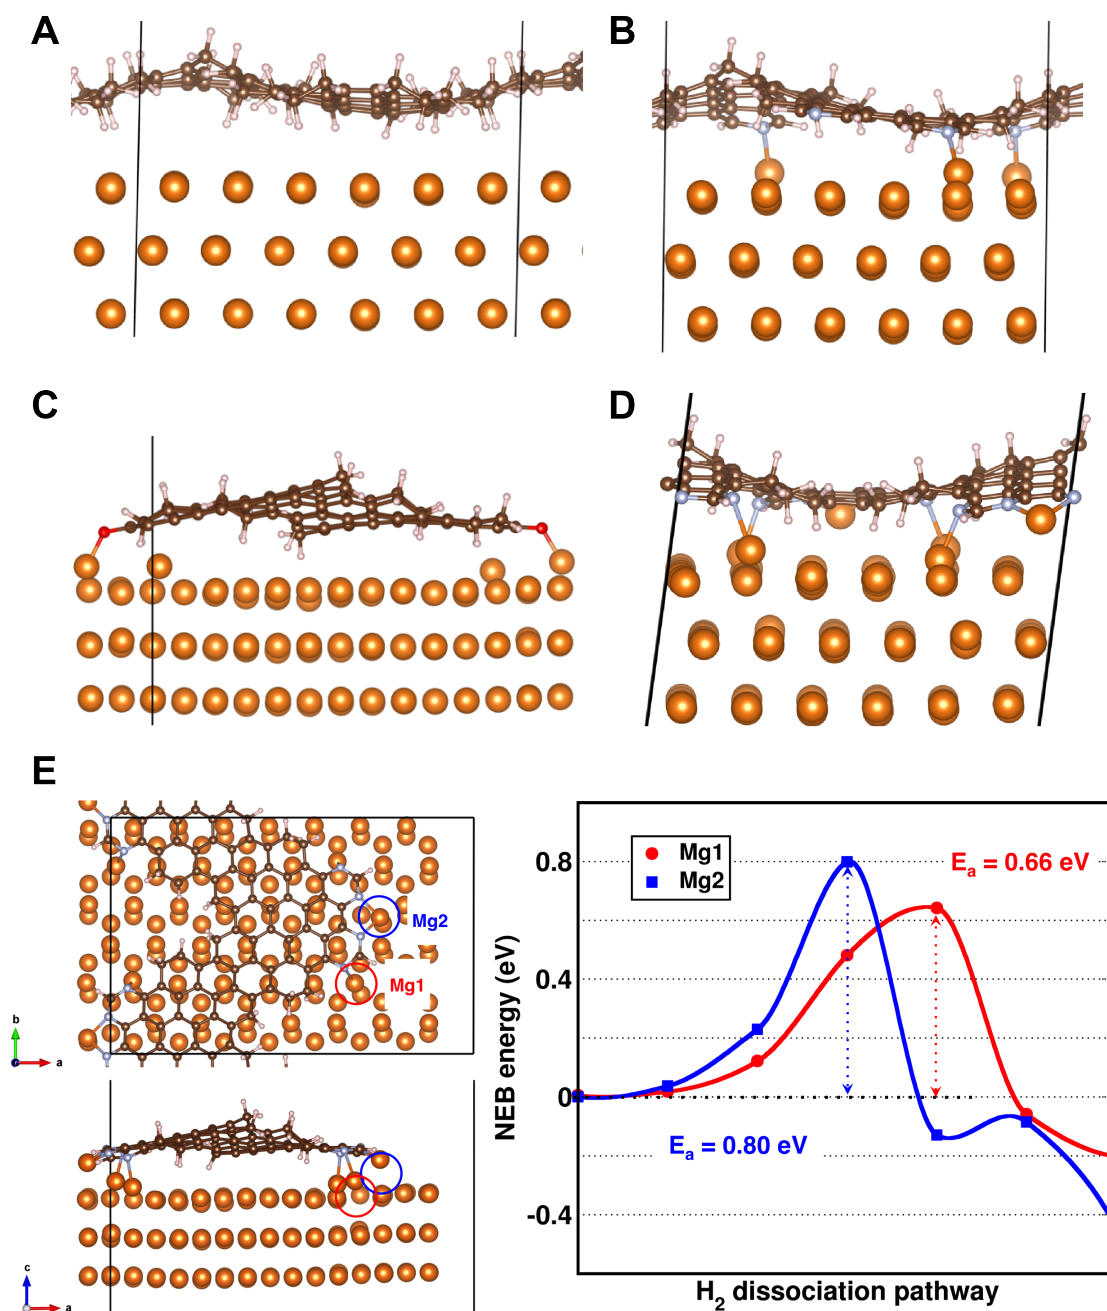 A
B
C
D
E
Mg2
Mg1
b
a
c
a
NEB energy (eV)
0.8
0.4
0
-0.4
Mg1
Mg2
Eₐ = 0.66 eV
Eₐ = 0.80 eV
H₂ dissociation pathway